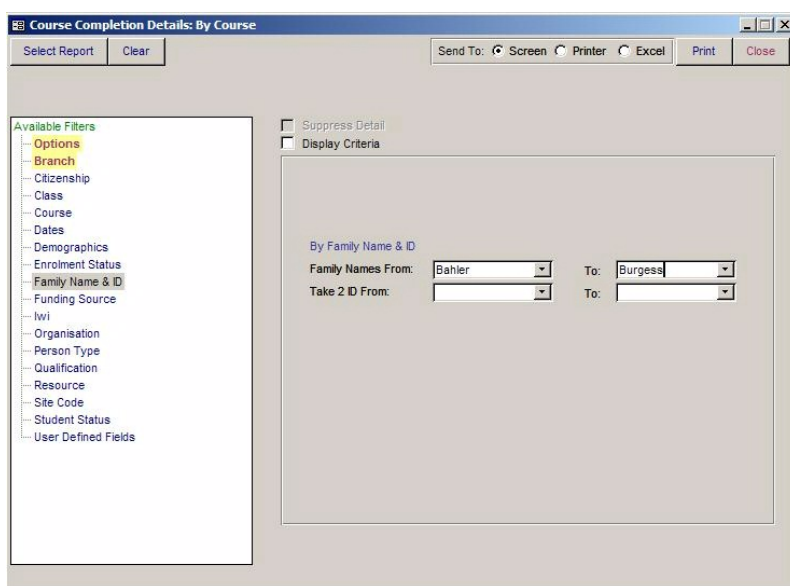 Course Completion Details: By Course
Select Report Clear Send To: Screen Printer Excel Print Close
Available Filters
Options
Branch
Citizenship
Class
Course
Dates
Demographics
Enrolment Status
Family Name & ID
Funding Source
Iwi
Organisation
Person Type
Qualification
Resource
Site Code
Student Status
User Defined Fields
Suppress Detail
Display Criteria
By Family Name & ID
Family Names From: Bahler To: Burgess
Take 2 ID From: To: